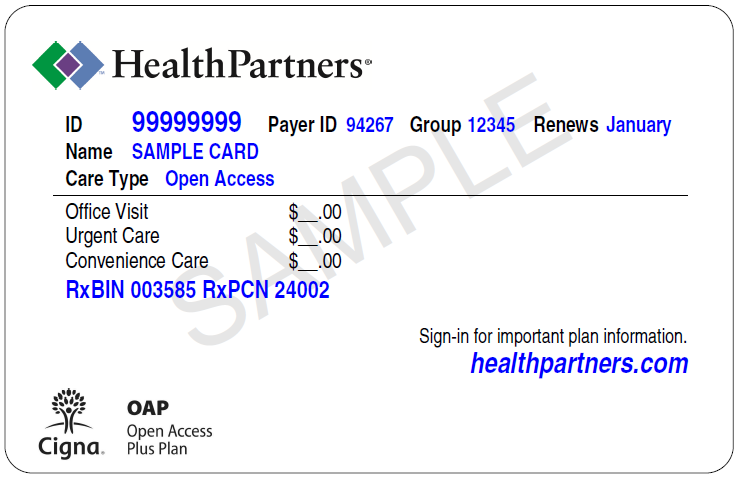 HealthPartners®
ID 99999999 Payer ID 94267 Group 12345 Renews January
Name SAMPLE CARD
Care Type Open Access
Office Visit $__.00
Urgent Care $__.00
Convenience Care $__.00
RxBIN 003585 RxPCN 24002
SAMPLE
Sign-in for important plan information.
healthpartners.com
Cigna®
OAP
Open Access
Plus Plan